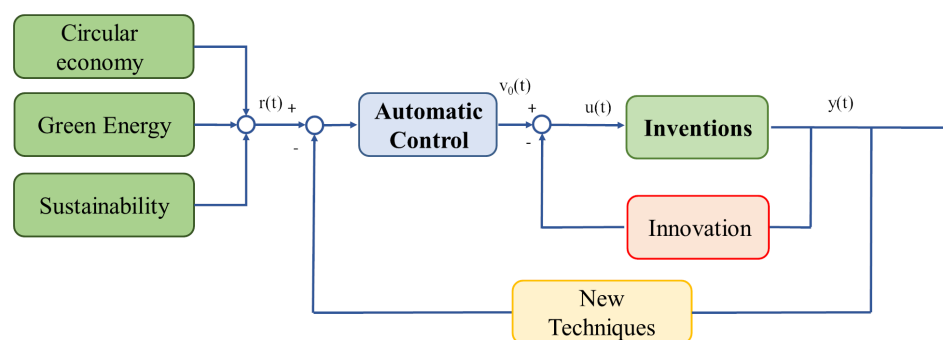 Circular
economy
Green Energy
Sustainability
r(t)
+
-
Automatic
Control
v₀(t)
+
-
u(t)
Inventions
y(t)
Innovation
New
Techniques